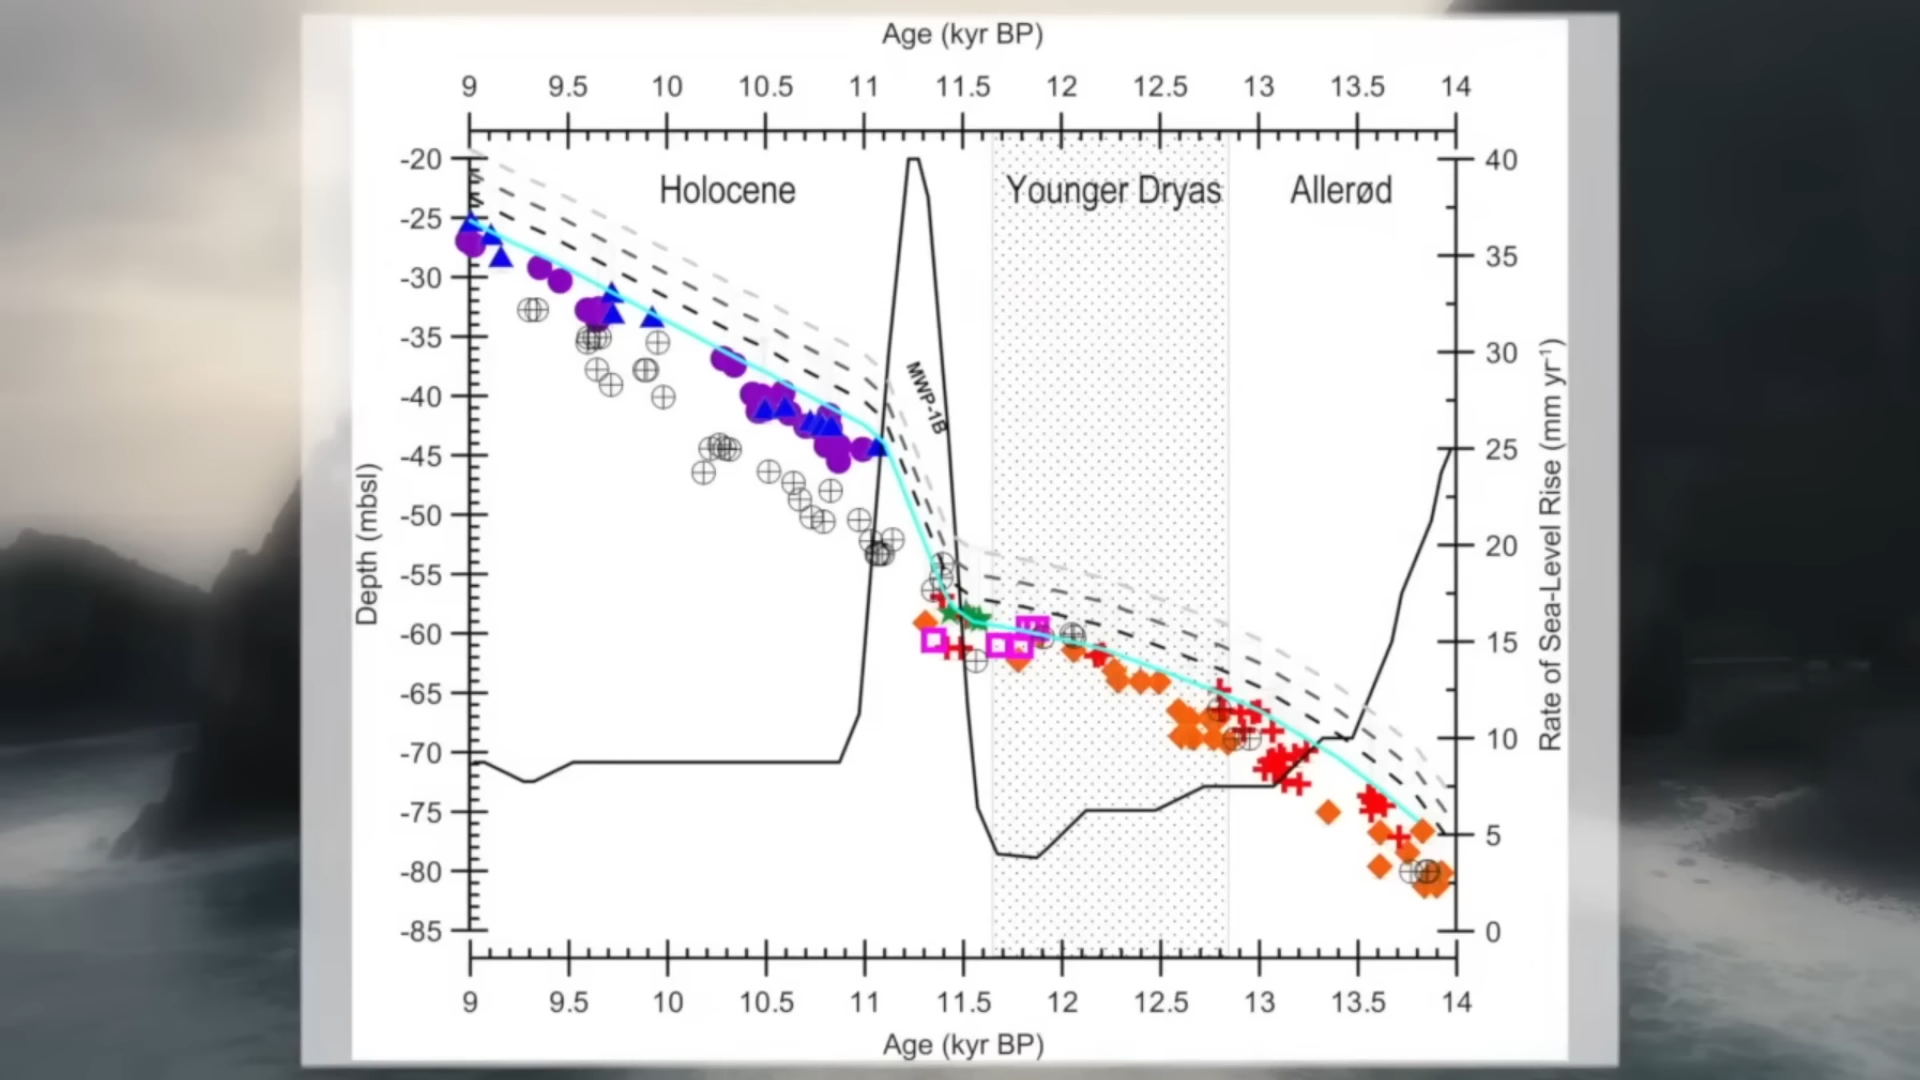 Age (kyr BP)
9 9.5 10 10.5 11 11.5 12 12.5 13 13.5 14
Holocene Younger Dryas Allerød
MWP-1B
-20
-25
-30
-35
-40
-45
-50
-55
-60
-65
-70
-75
-80
-85
Depth (mbsl)
40
35
30
25
20
15
10
5
0
Rate of Sea-Level Rise (mm yr⁻¹)
9 9.5 10 10.5 11 11.5 12 12.5 13 13.5 14
Age (kyr BP)